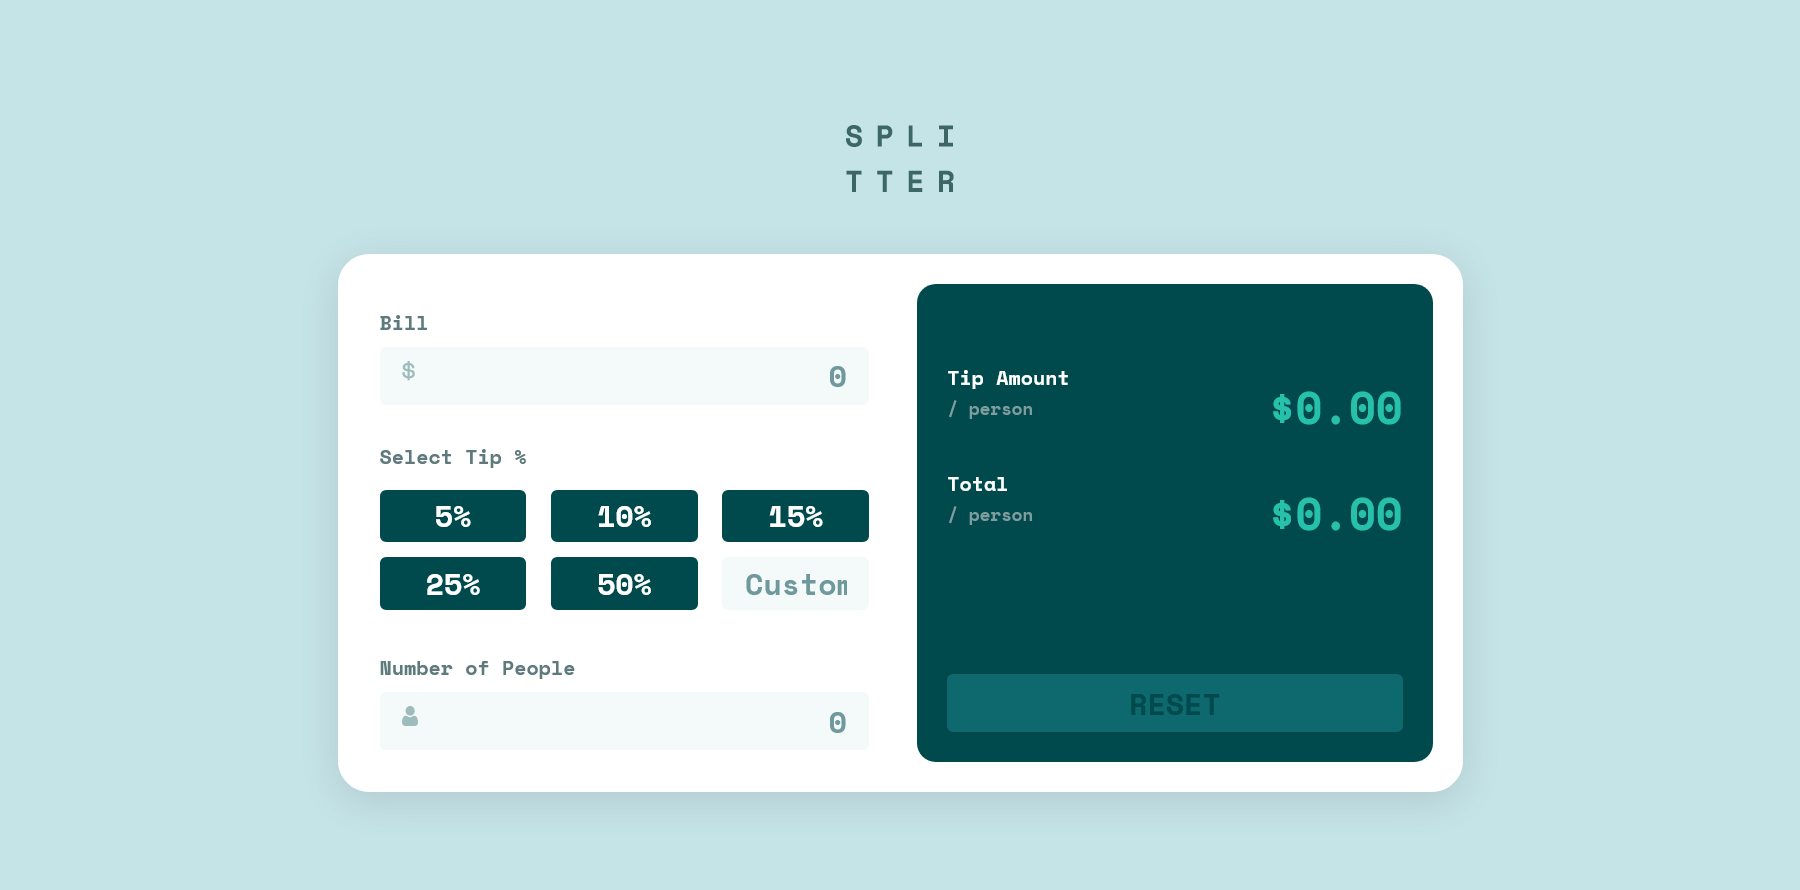 SPLI
TTER
Bill
$ 0
Select Tip %
5% 10% 15%
25% 50% Custom
Number of People
0
Tip Amount
/ person
$0.00
Total
/ person
$0.00
RESET